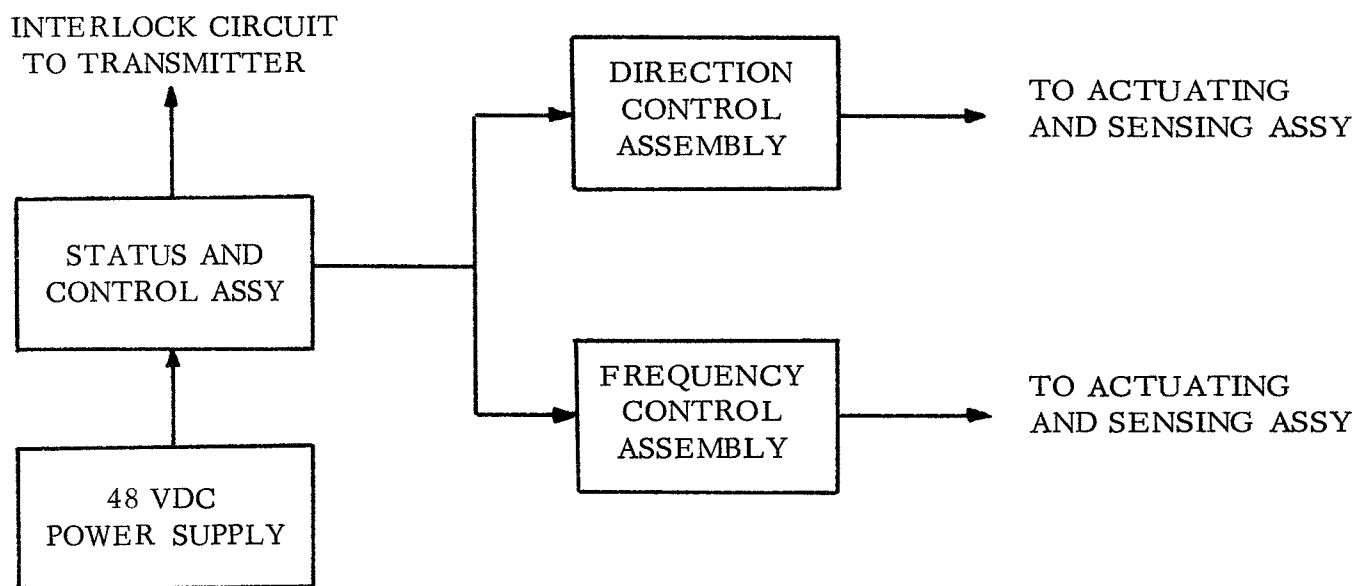 INTERLOCK CIRCUIT
TO TRANSMITTER
DIRECTION
CONTROL
ASSEMBLY
TO ACTUATING
AND SENSING ASSY
STATUS AND
CONTROL ASSY
FREQUENCY
CONTROL
ASSEMBLY
TO ACTUATING
AND SENSING ASSY
48 VDC
POWER SUPPLY